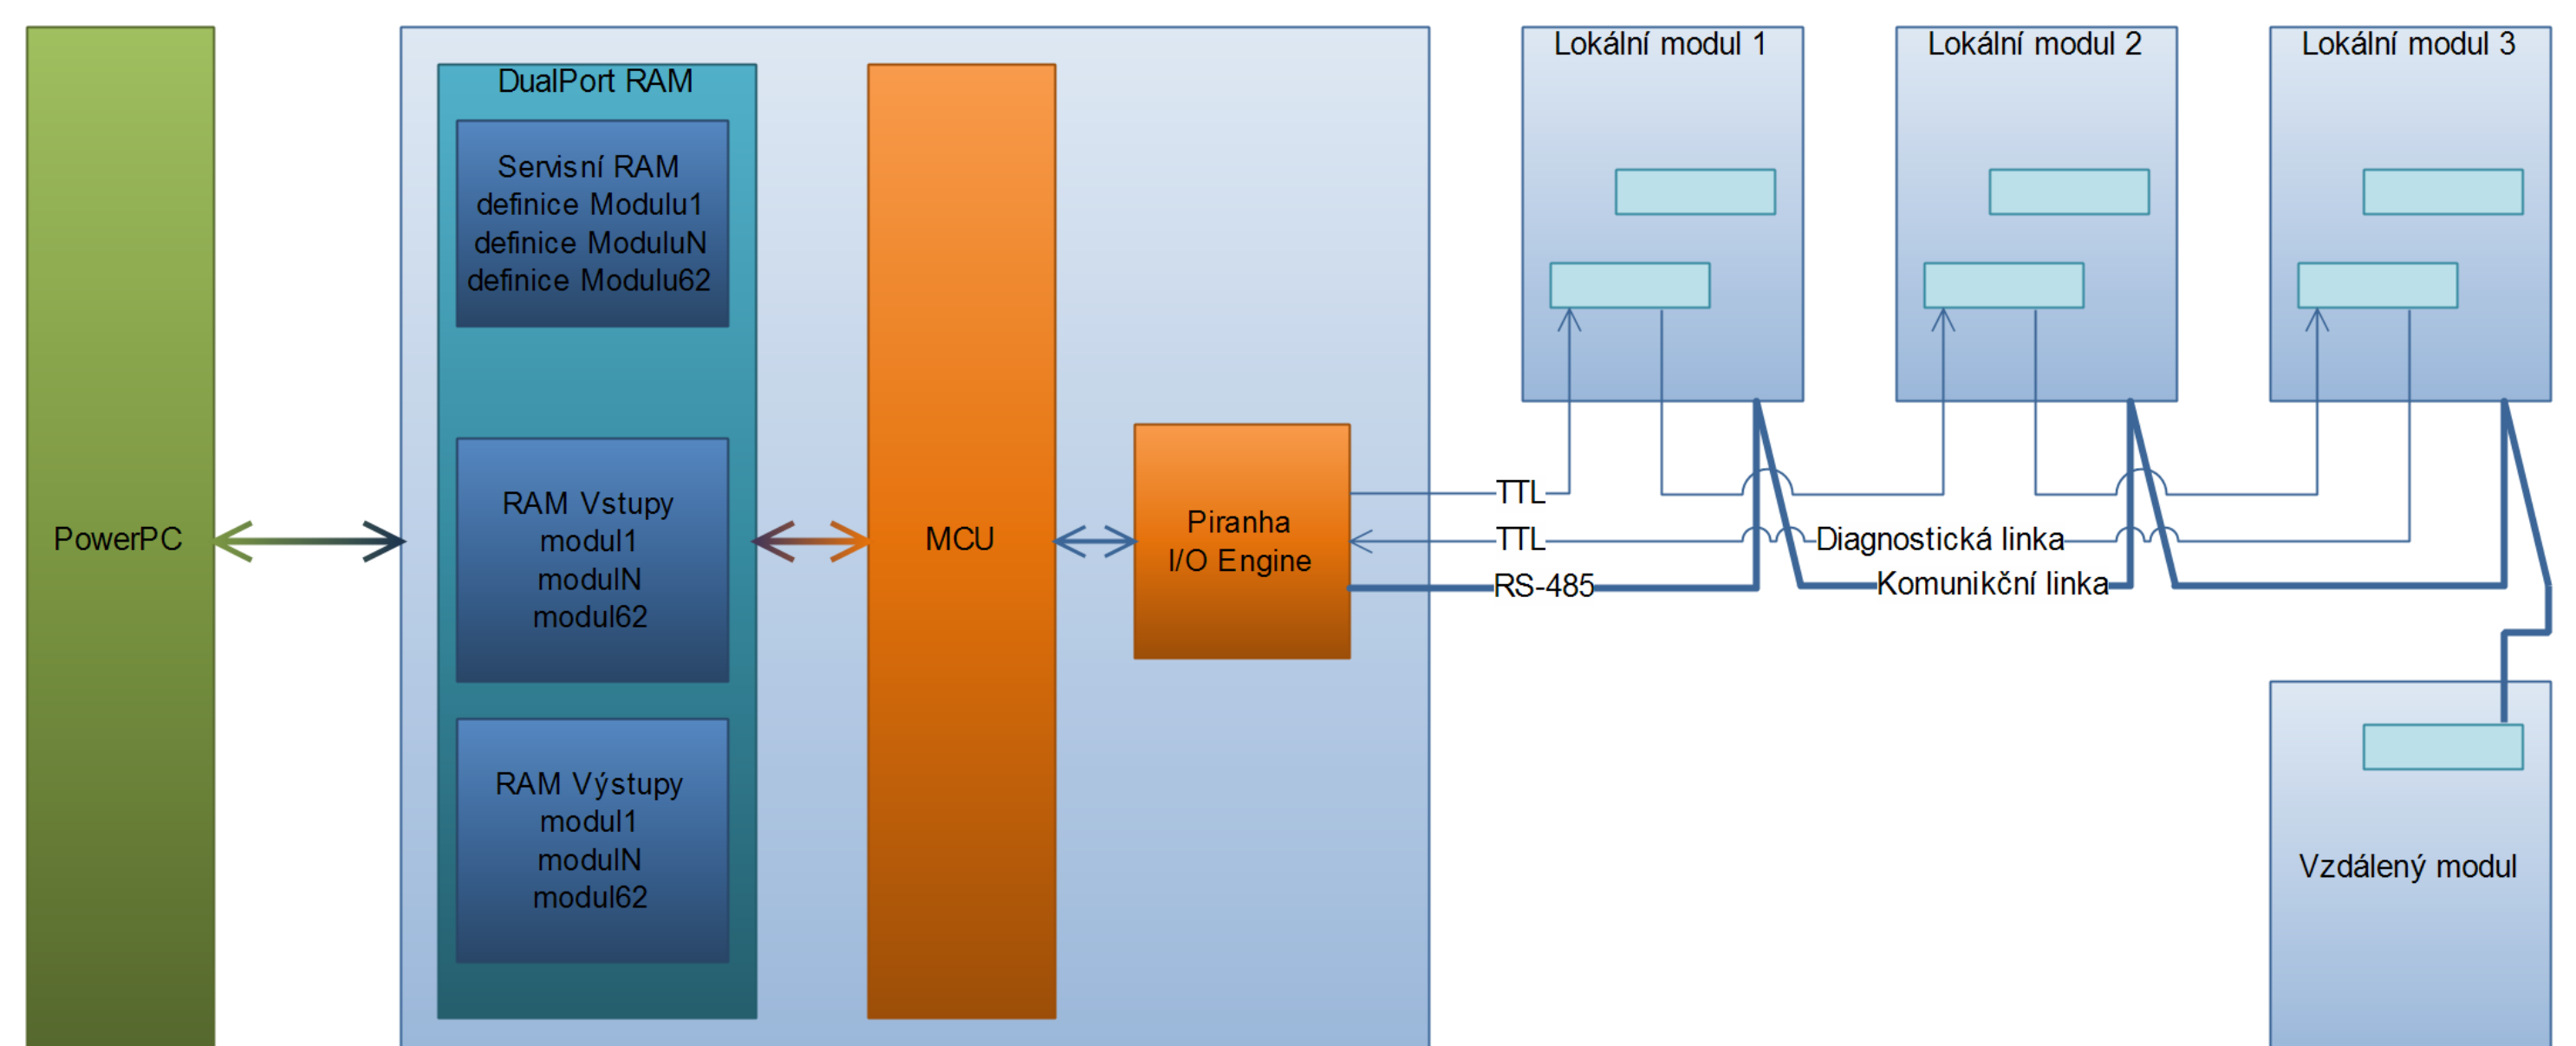 PowerPC
DualPort RAM
Servisní RAM
definice Modulu1
definice ModuluN
definice Modulu62
RAM Vstupy
modul1
modulN
modul62
RAM Výstupy
modul1
modulN
modul62
MCU
Piranha
I/O Engine
Lokální modul 1
Lokální modul 2
Lokální modul 3
TTL
TTL
Diagnostická linka
RS-485
Komunikční linka
Vzdálený modul